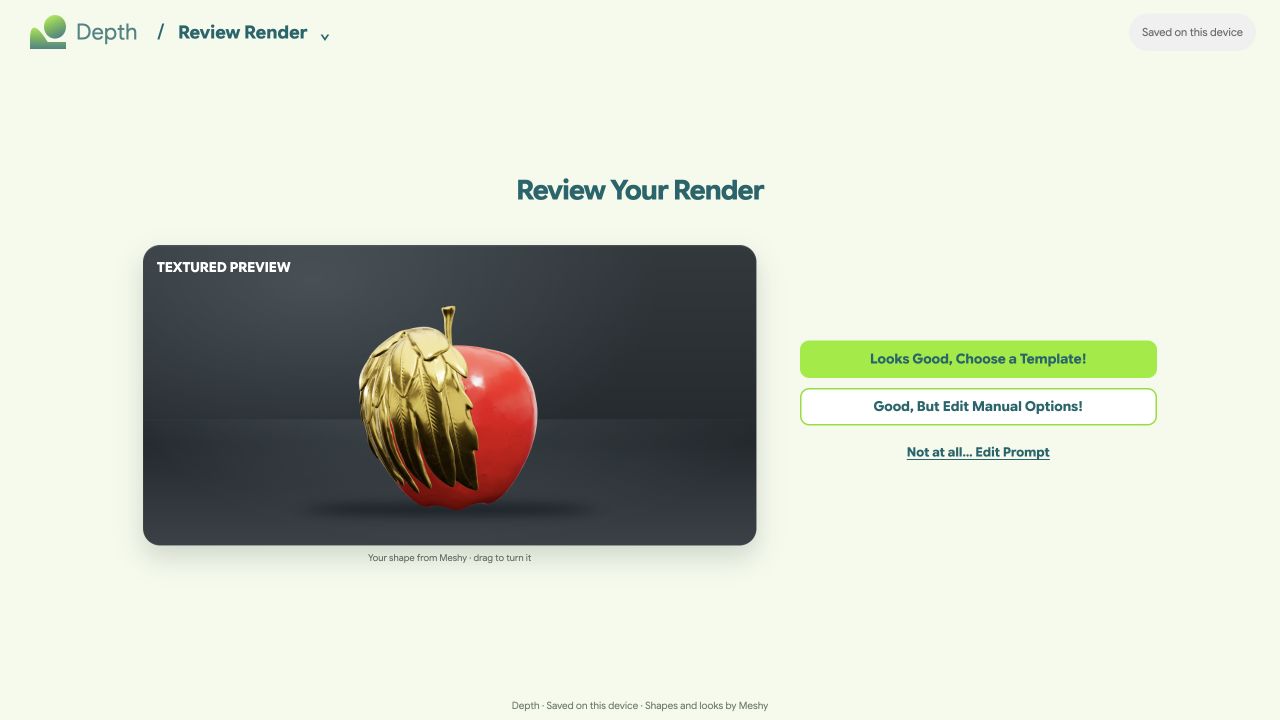 Depth / Review Render
Saved on this device
Review Your Render
TEXTURED PREVIEW
Looks Good, Choose a Template!
Good, But Edit Manual Options!
Not at all... Edit Prompt
Your shape from Meshy · drag to turn it
Depth · Saved on this device · Shapes and looks by Meshy